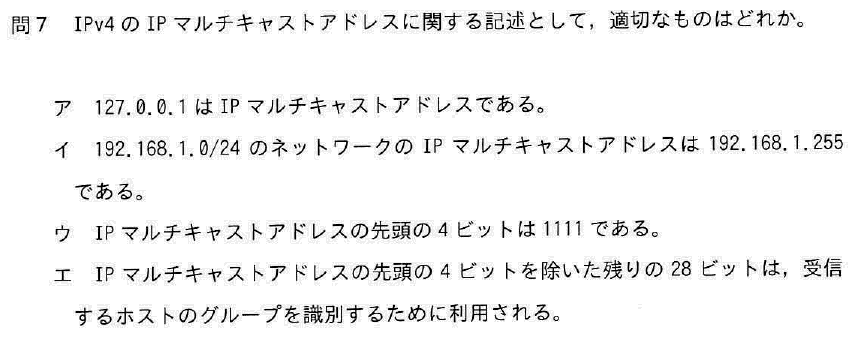 問7 IPv4 の IP マルチキャストアドレスに関する記述として，適切なものはどれか。
ア 127.0.0.1 は IP マルチキャストアドレスである。
イ 192.168.1.0/24 のネットワークの IP マルチキャストアドレスは 192.168.1.255
である。
ウ IP マルチキャストアドレスの先頭の 4 ビットは 1111 である。
エ IP マルチキャストアドレスの先頭の 4 ビットを除いた残りの 28 ビットは，受信
するホストのグループを識別するために利用される。